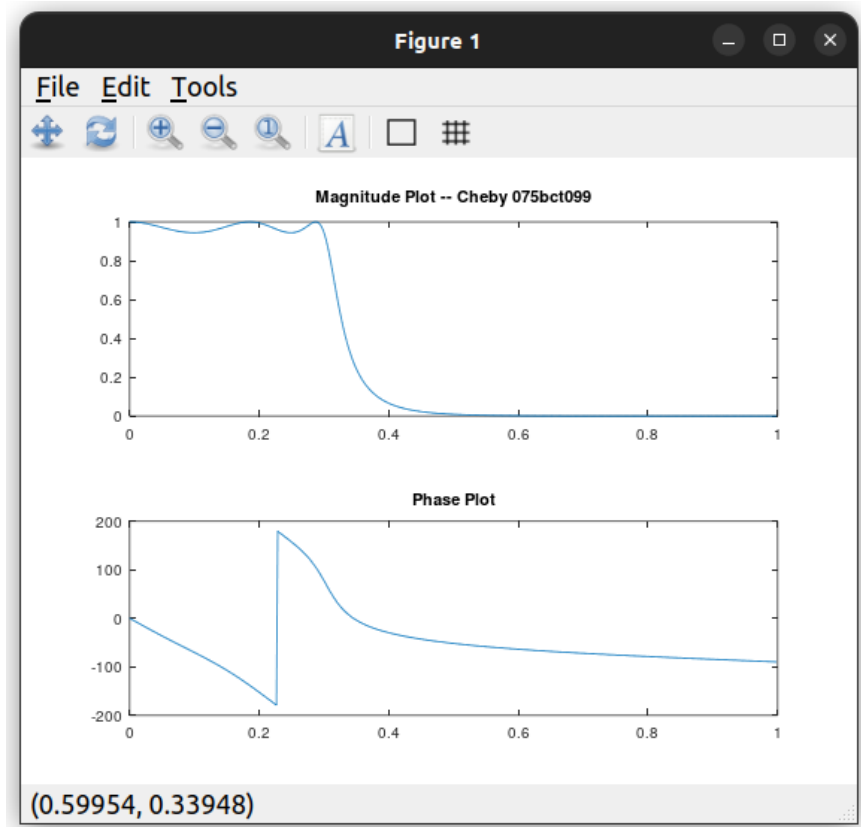 Figure 1
File Edit Tools
A
Magnitude Plot -- Cheby 075bct099
1
0.8
0.6
0.4
0.2
0
0 0.2 0.4 0.6 0.8 1
Phase Plot
200
100
0
-100
-200
0 0.2 0.4 0.6 0.8 1
(0.59954, 0.33948)